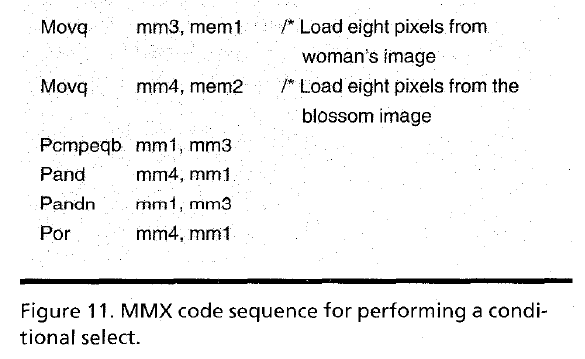 Movq mm3, mem1 /* Load eight pixels from
woman's image
Movq mm4, mem2 /* Load eight pixels from the
blossom image
Pcmpeqb mm1, mm3
Pand mm4, mm1
Pandn mm1, mm3
Por mm4, mm1
Figure 11. MMX code sequence for performing a condi-
tional select.